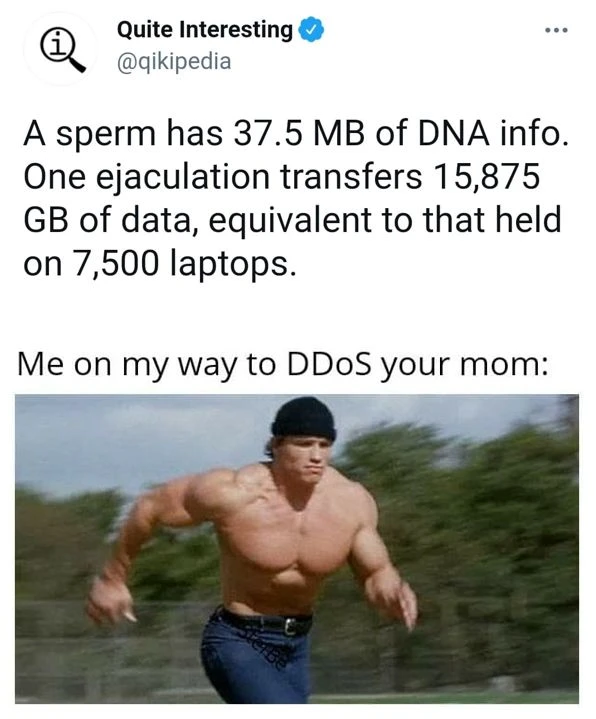 Quite Interesting
@qikipedia
A sperm has 37.5 MB of DNA info.
One ejaculation transfers 15,875
GB of data, equivalent to that held
on 7,500 laptops.
Me on my way to DDoS your mom: